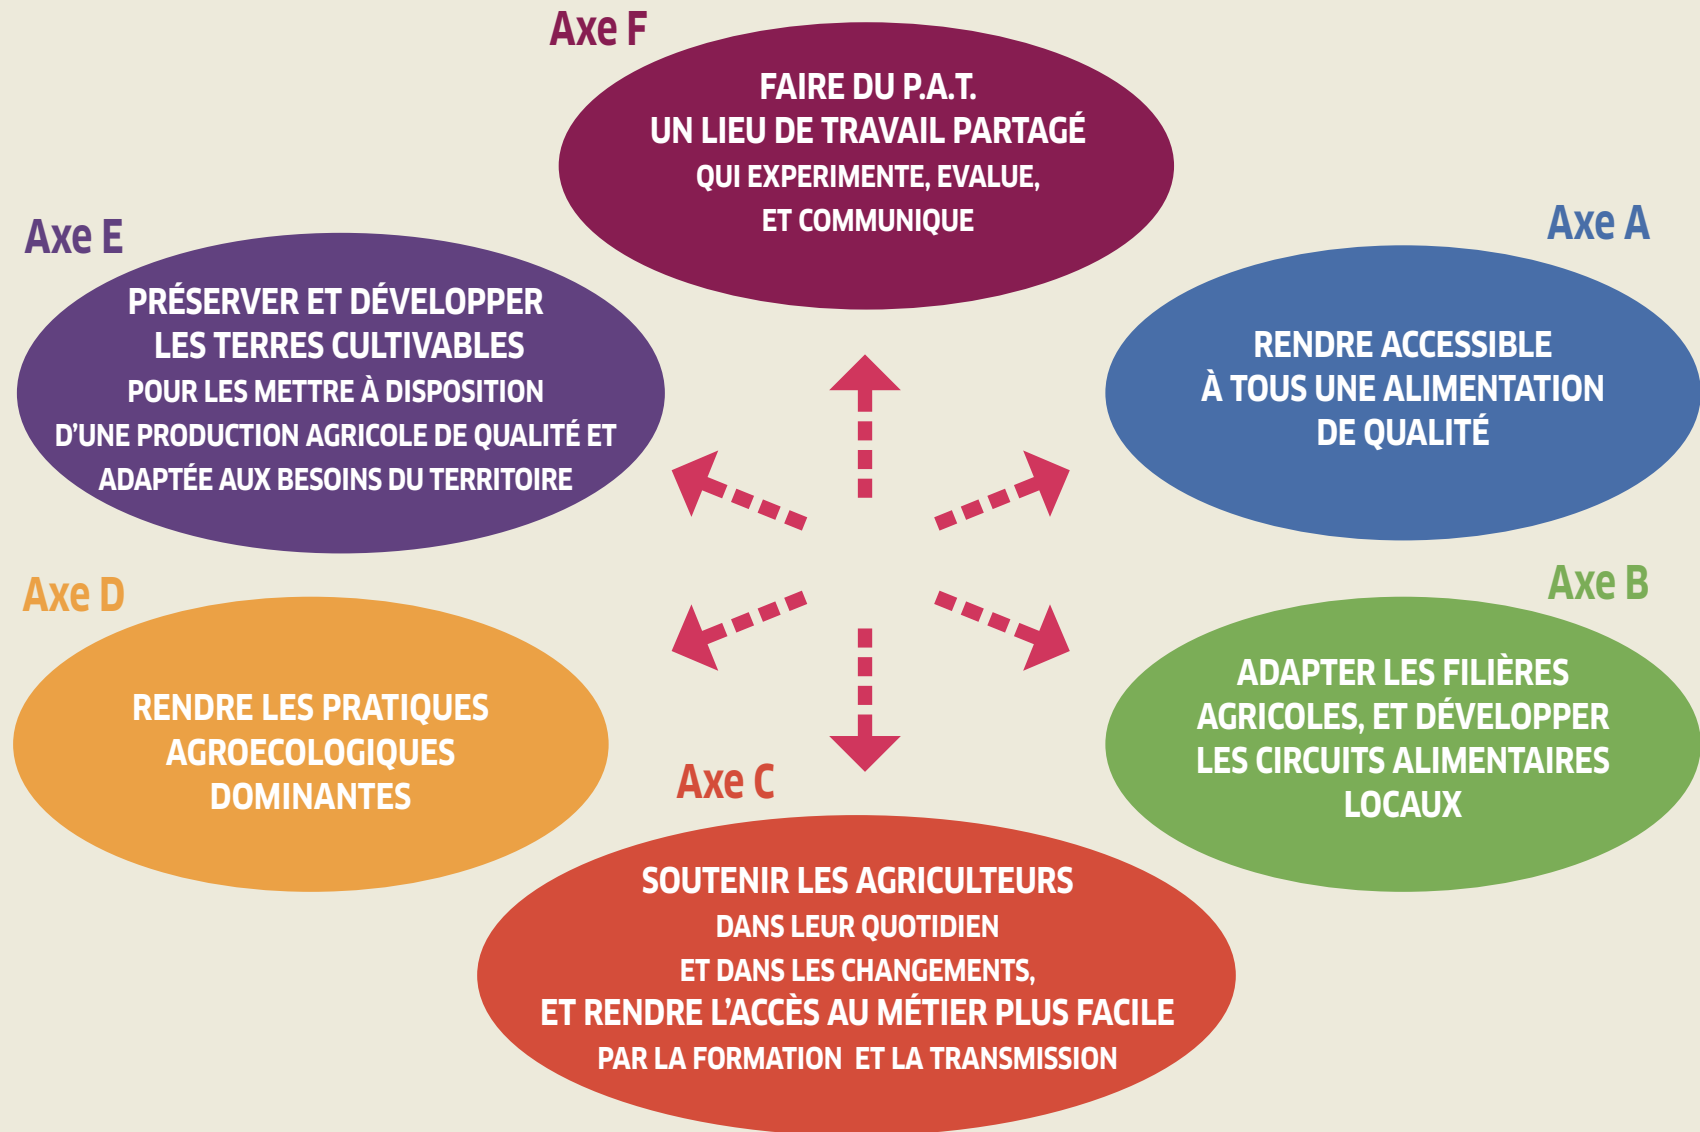 Axe F
FAIRE DU P.A.T.
UN LIEU DE TRAVAIL PARTAGÉ
QUI EXPERIMENTE, EVALUE,
ET COMMUNIQUE
Axe A
RENDRE ACCESSIBLE
À TOUS UNE ALIMENTATION
DE QUALITÉ
Axe B
ADAPTER LES FILIÈRES
AGRICOLES, ET DÉVELOPPER
LES CIRCUITS ALIMENTAIRES
LOCAUX
Axe C
SOUTENIR LES AGRICULTEURS
DANS LEUR QUOTIDIEN
ET DANS LES CHANGEMENTS,
ET RENDRE L’ACCÈS AU MÉTIER PLUS FACILE
PAR LA FORMATION  ET LA TRANSMISSION
Axe D
RENDRE LES PRATIQUES
AGROECOLOGIQUES
DOMINANTES
Axe E
PRÉSERVER ET DÉVELOPPER
LES TERRES CULTIVABLES
POUR LES METTRE À DISPOSITION
D’UNE PRODUCTION AGRICOLE DE QUALITÉ ET
ADAPTÉE AUX BESOINS DU TERRITOIRE